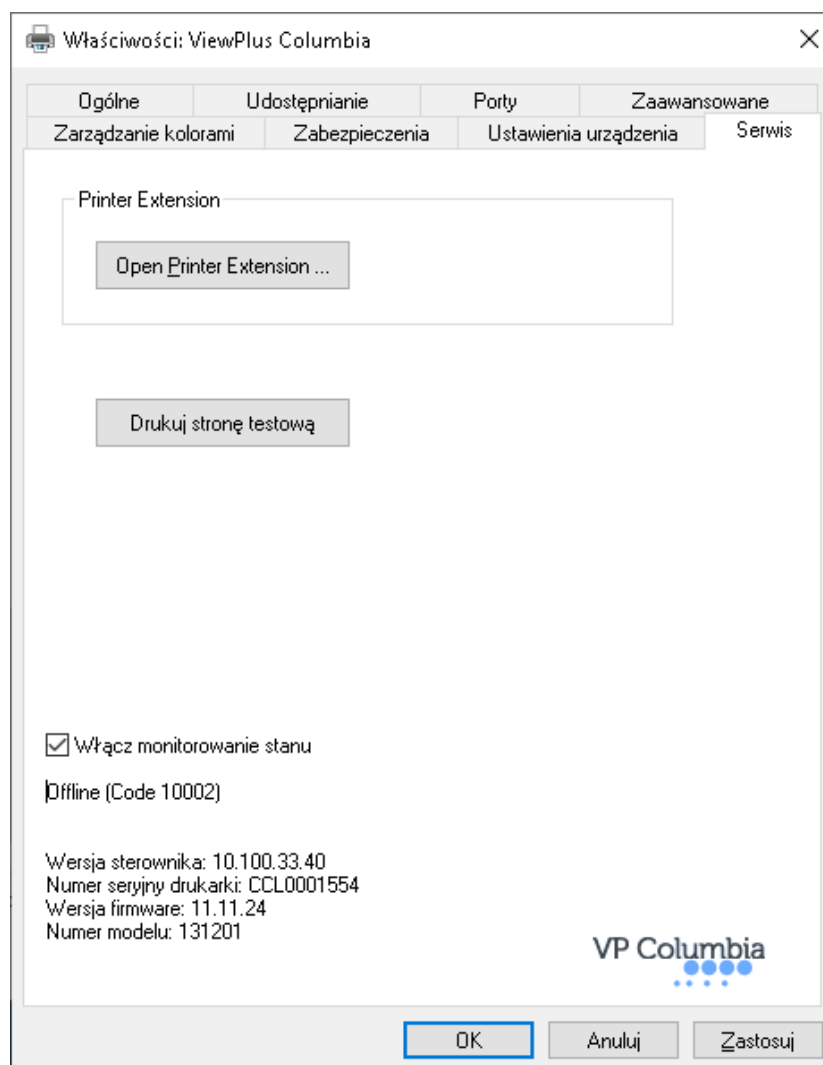 Właściwości: ViewPlus Columbia
Ogólne Udostępnianie Porty Zaawansowane
Zarządzanie kolorami Zabezpieczenia Ustawienia urządzenia Serwis
Printer Extension
Open Printer Extension ...
Drukuj stronę testową
Włącz monitorowanie stanu
Offline (Code 10002)
Wersja sterownika: 10.100.33.40
Numer seryjny drukarki: CCL0001554
Wersja firmware: 11.11.24
Numer modelu: 131201
VP Columbia
OK Anuluj Zastosuj